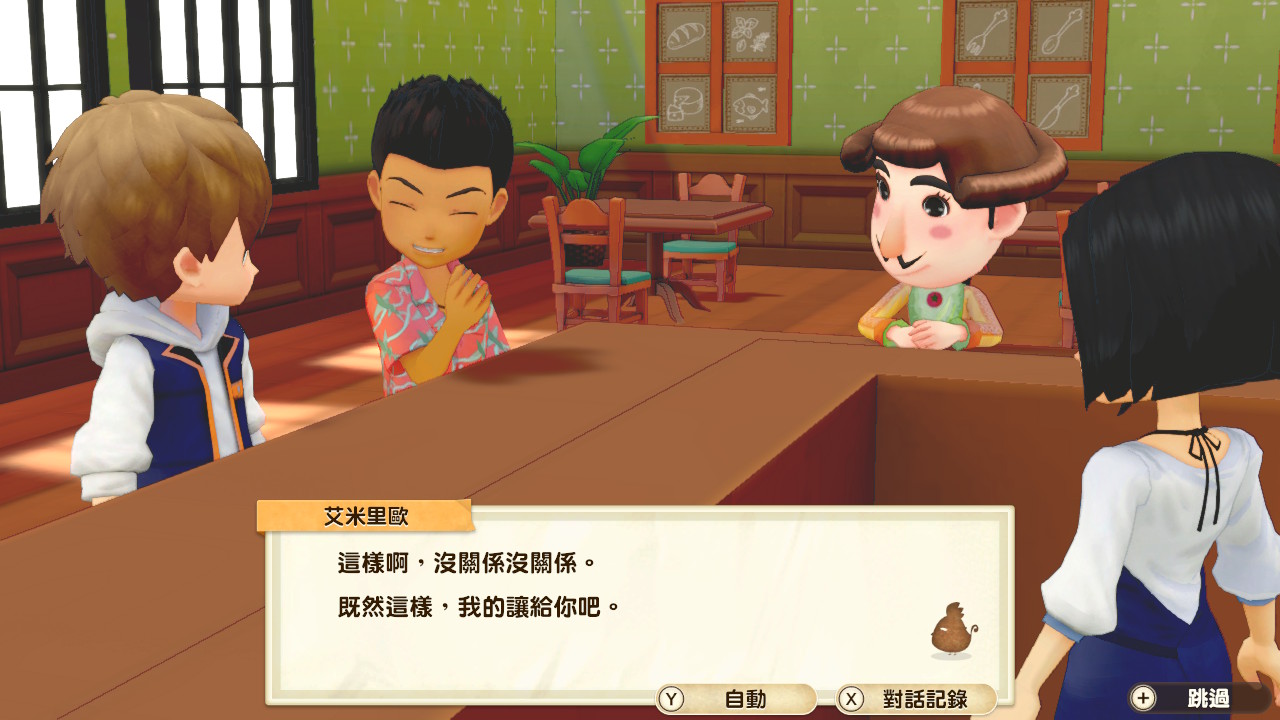 艾米里歐
這樣啊，沒關係沒關係。
既然這樣，我的讓給你吧。
Y 自動
X 對話記錄
+ 跳過